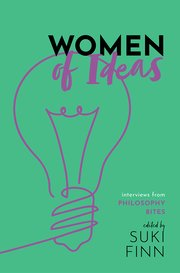 WOMEN
of Ideas
interviews from
PHILOSOPHY
BITES
edited by
SUKI
FINN